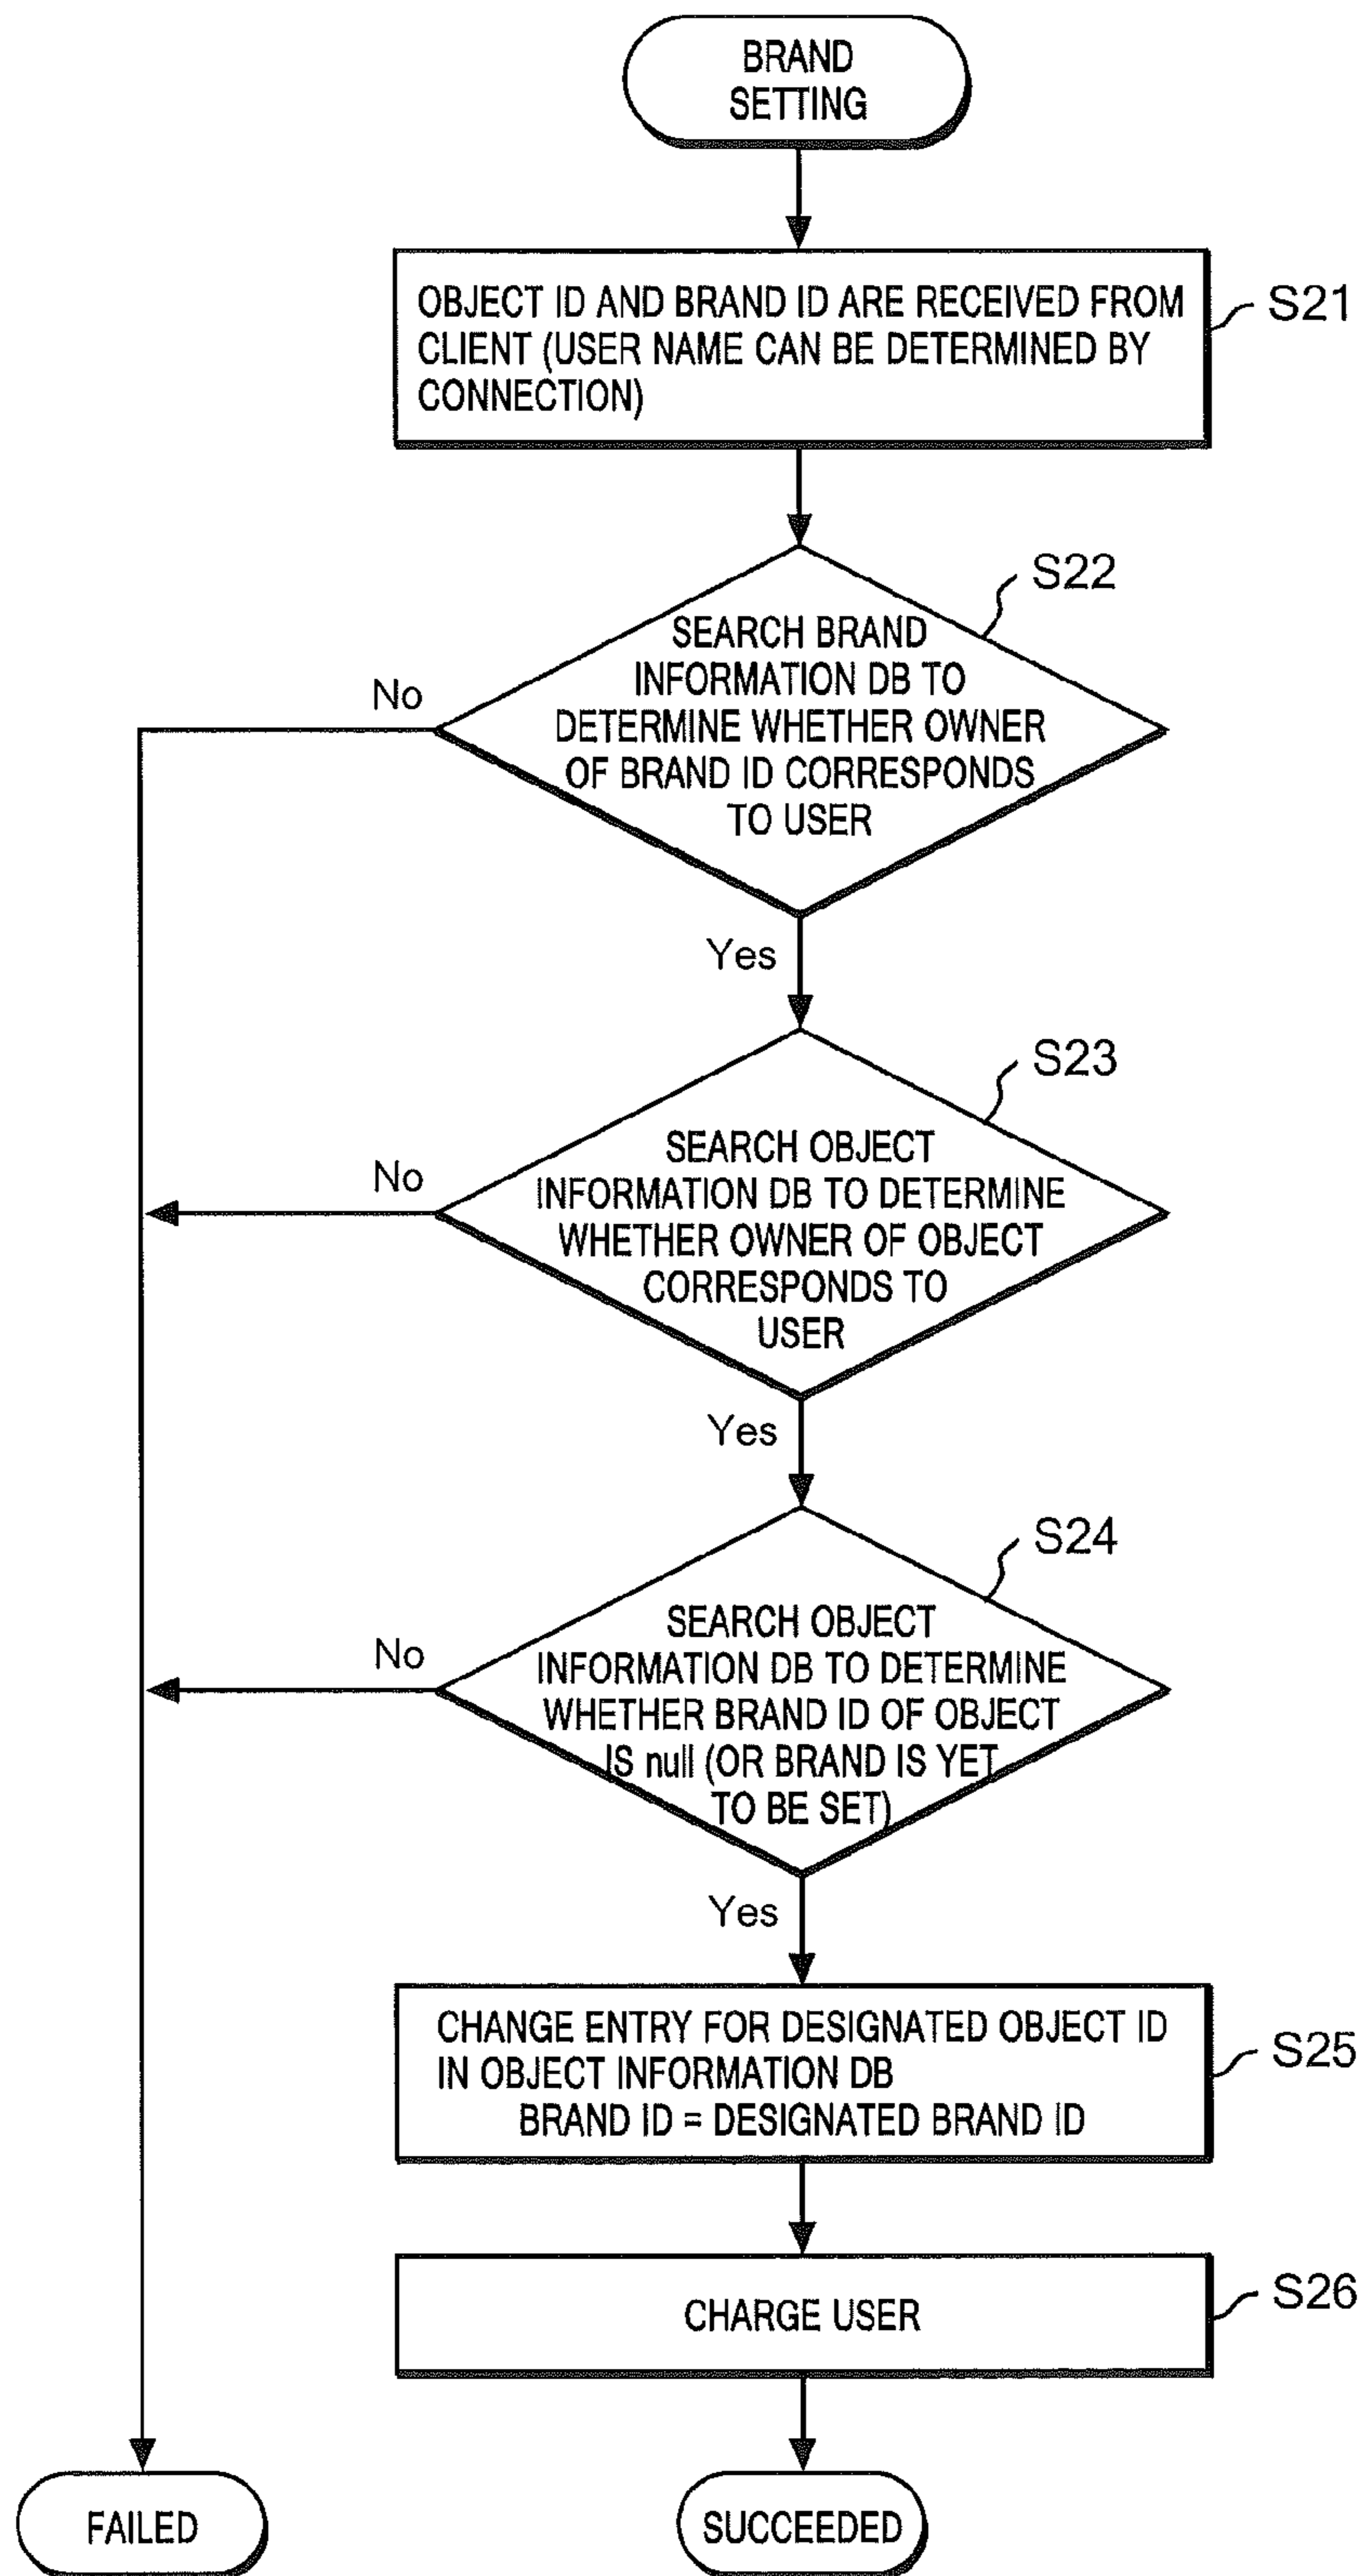 BRAND
SETTING
OBJECT ID AND BRAND ID ARE RECEIVED FROM
CLIENT (USER NAME CAN BE DETERMINED BY
CONNECTION)
S21
S22
SEARCH BRAND
INFORMATION DB TO
DETERMINE WHETHER OWNER
OF BRAND ID CORRESPONDS
TO USER
No
Yes
S23
SEARCH OBJECT
INFORMATION DB TO DETERMINE
WHETHER OWNER OF OBJECT
CORRESPONDS TO
USER
No
Yes
S24
SEARCH OBJECT
INFORMATION DB TO DETERMINE
WHETHER BRAND ID OF OBJECT
IS null (OR BRAND IS YET
TO BE SET)
No
Yes
CHANGE ENTRY FOR DESIGNATED OBJECT ID
IN OBJECT INFORMATION DB
BRAND ID = DESIGNATED BRAND ID
S25
CHARGE USER
S26
FAILED
SUCCEEDED